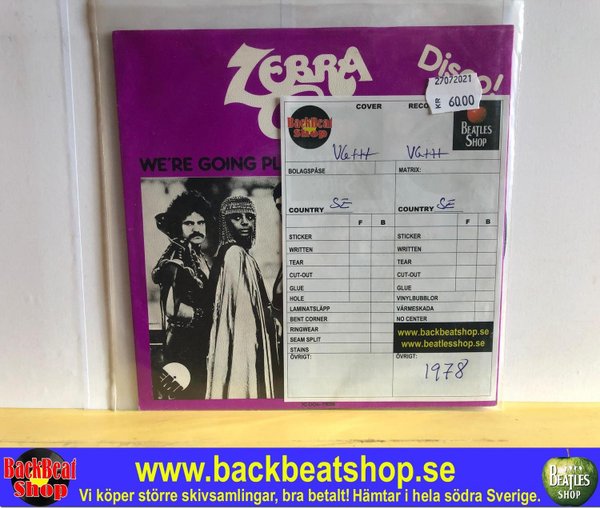 ZEBRA
Disco!
27072021
KR 60.00
COVER
BackBeat
Shop
BEATLES
SHOP
VG++ VG++
BOLAGSPÅSE MATRIX:
COUNTRY SE COUNTRY SE
F B F B
STICKER STICKER
WRITTEN WRITTEN
TEAR TEAR
CUT-OUT CUT-OUT
GLUE GLUE
HOLE VINYLBUBBLOR
LAMINATSLÄPP VÄRMESKADA
BENT CORNER NO CENTER
RINGWEAR
SEAM SPLIT
STAINS
www.backbeatshop.se
www.beatlesshop.se
ÖVRIGT: ÖVRIGT:
1978
WE'RE GOING
EMI
BackBeat
Shop
www.backbeatshop.se
Vi köper större skivsamlingar, bra betalt! Hämtar i hela södra Sverige.
BEATLES
SHOP